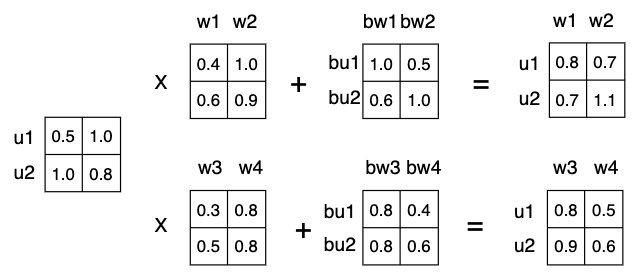 w1 w2 bw1 bw2 w1 w2
0.4 1.0 bu1 1.0 0.5 u1 0.8 0.7
x + =
0.6 0.9 bu2 0.6 1.0 u2 0.7 1.1
u1 0.5 1.0
u2 1.0 0.8
w3 w4 bw3 bw4 w3 w4
0.3 0.8 bu1 0.8 0.4 u1 0.8 0.5
x + =
0.5 0.8 bu2 0.8 0.6 u2 0.9 0.6